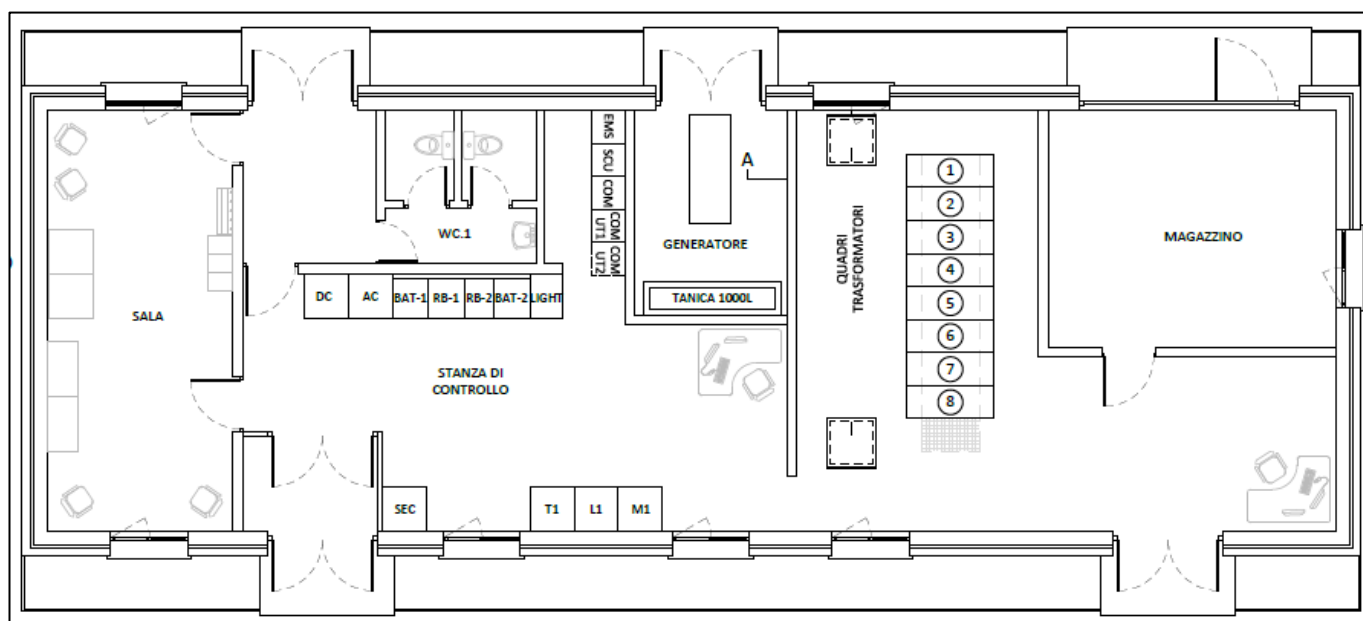 EMS
SCU
COM
COM
UT1
COM
UT2
A
GENERATORE
TANICA 1000L
WC.1
DC
AC
BAT-1
RB-1
RB-2
BAT-2
LIGHT
SALA
STANZA DI
CONTROLLO
SEC
T1
L1
M1
QUADRI
TRASFORMATORI
1
2
3
4
5
6
7
8
MAGAZZINO